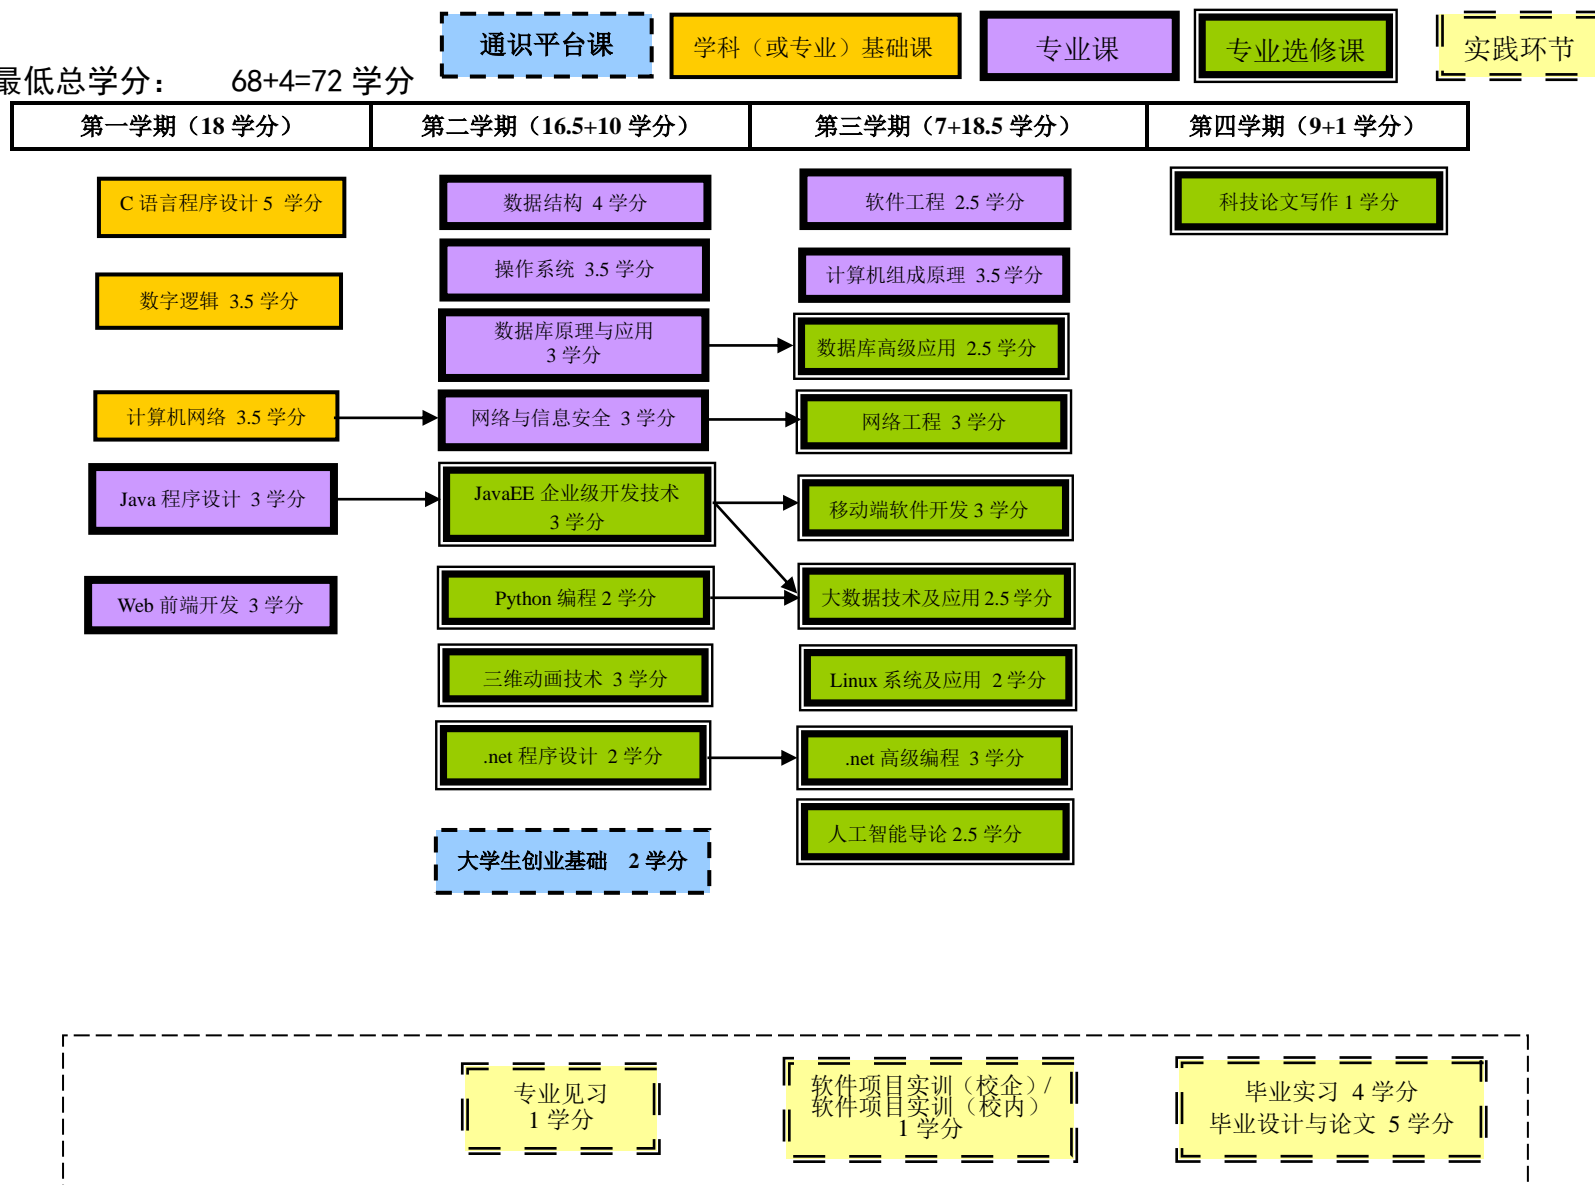 通识平台课
学科（或专业）基础课
专业课
专业选修课
实践环节
最低总学分： 68+4=72 学分
第一学期（18 学分）
第二学期（16.5+10 学分）
第三学期（7+18.5 学分）
第四学期（9+1 学分）
C 语言程序设计 5 学分
数据结构 4 学分
软件工程 2.5 学分
科技论文写作 1 学分
数字逻辑 3.5 学分
操作系统 3.5 学分
计算机组成原理 3.5 学分
数据库原理与应用
3 学分
数据库高级应用 2.5 学分
计算机网络 3.5 学分
网络与信息安全 3 学分
网络工程 3 学分
Java 程序设计 3 学分
JavaEE 企业级开发技术
3 学分
移动端软件开发 3 学分
Web 前端开发 3 学分
Python 编程 2 学分
大数据技术及应用 2.5 学分
三维动画技术 3 学分
Linux 系统及应用 2 学分
.net 程序设计 2 学分
.net 高级编程 3 学分
人工智能导论 2.5 学分
大学生创业基础 2 学分
专业见习
1 学分
软件项目实训（校企）/
软件项目实训（校内）
1 学分
毕业实习 4 学分
毕业设计与论文 5 学分